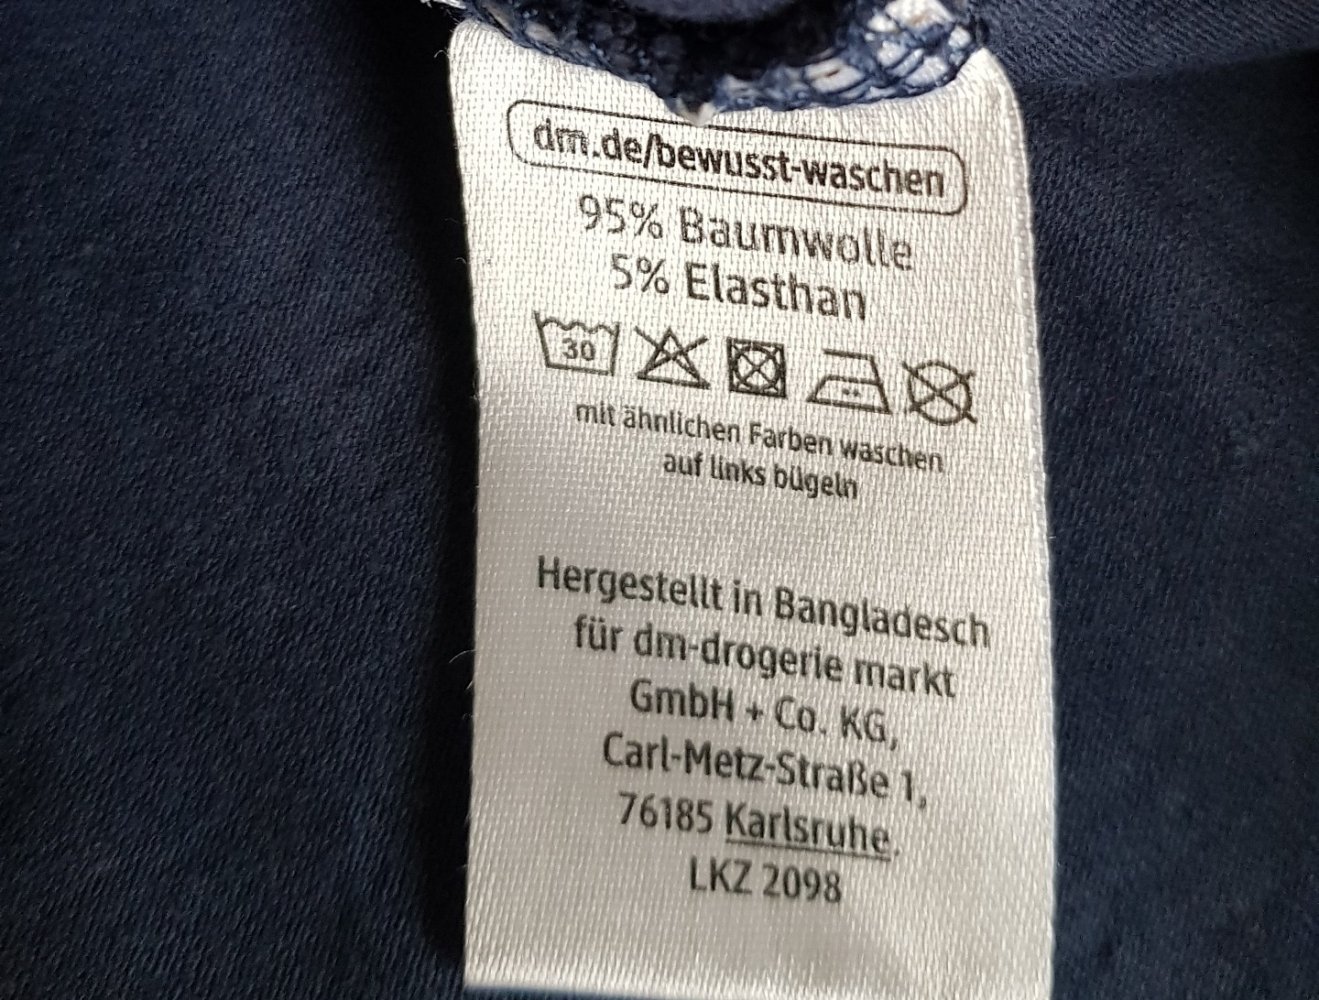 dm.de/bewusst-waschen
95% Baumwolle
5% Elasthan
30
mit ähnlichen Farben waschen
auf links bügeln
Hergestellt in Bangladesch
für dm-drogerie markt
GmbH + Co. KG,
Carl-Metz-Straße 1,
76185 Karlsruhe.
LKZ 2098